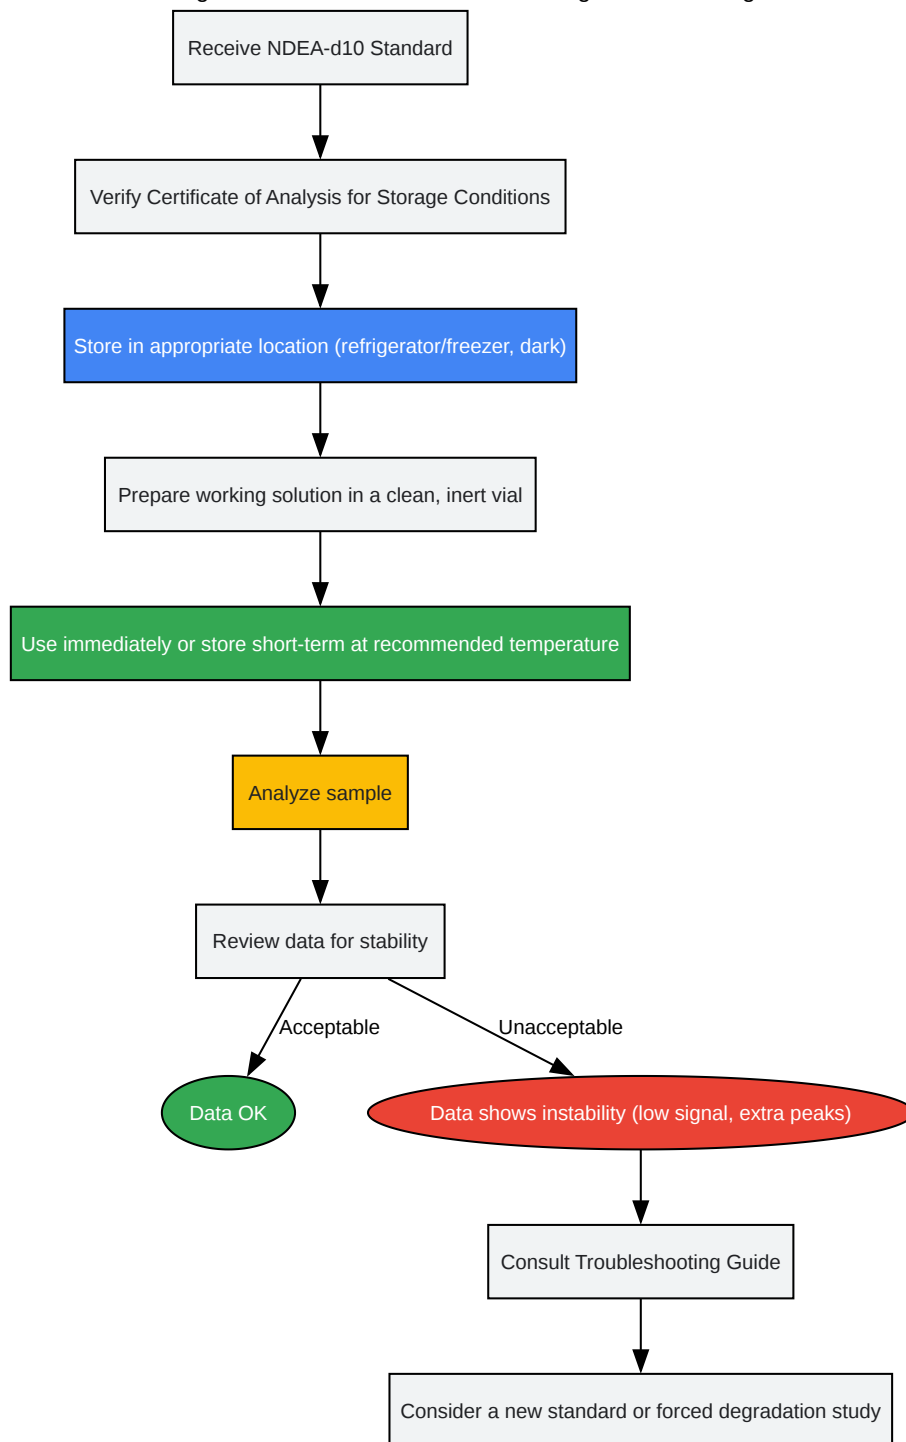 Receive NDEA-d10 Standard
Verify Certificate of Analysis for Storage Conditions
Store in appropriate location (refrigerator/freezer, dark)
Prepare working solution in a clean, inert vial
Use immediately or store short-term at recommended temperature
Analyze sample
Review data for stability
Acceptable
Unacceptable
Data OK
Data shows instability (low signal, extra peaks)
Consult Troubleshooting Guide
Consider a new standard or forced degradation study